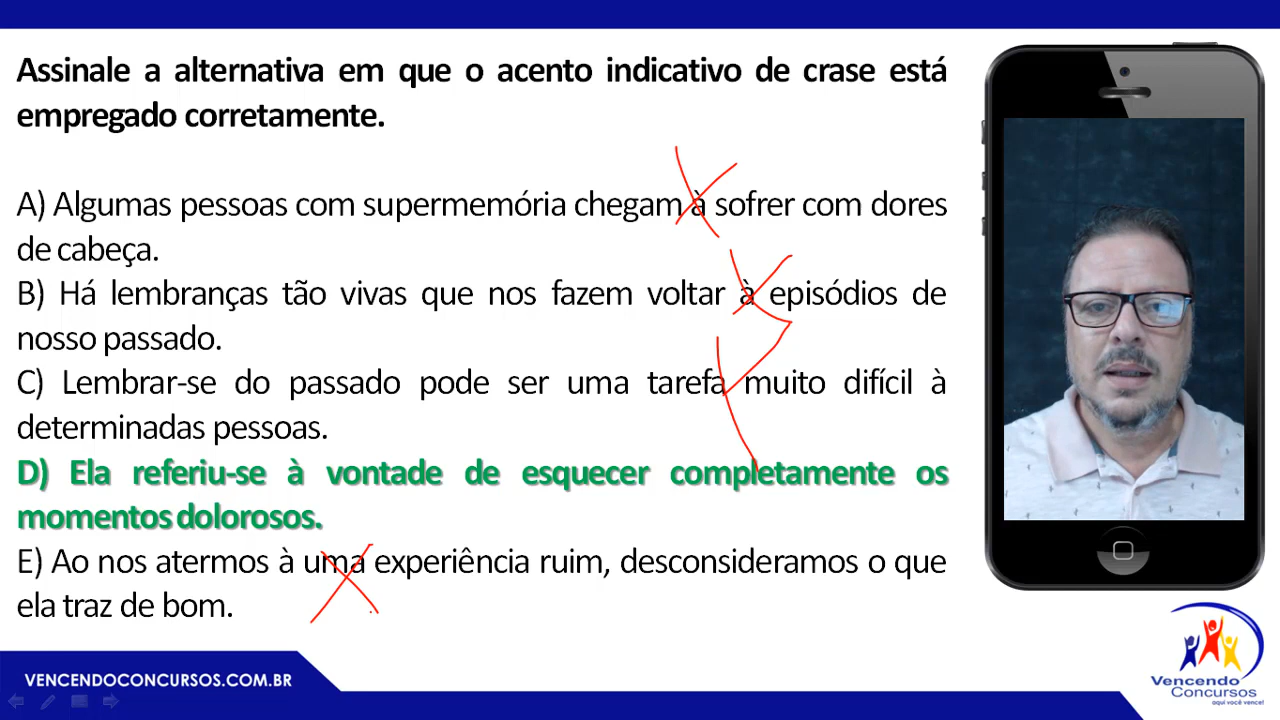 Assinale a alternativa em que o acento indicativo de crase está
empregado corretamente.
A) Algumas pessoas com supermemória chegam à sofrer com dores
de cabeça.
B) Há lembranças tão vivas que nos fazem voltar à episódios de
nosso passado.
C) Lembrar-se do passado pode ser uma tarefa muito difícil à
determinadas pessoas.
D) Ela referiu-se à vontade de esquecer completamente os
momentos dolorosos.
E) Ao nos atermos à uma experiência ruim, desconsideramos o que
ela traz de bom.
VENCENDOCONCURSOS.COM.BR
Vencendo
Concursos
aqui você vence!